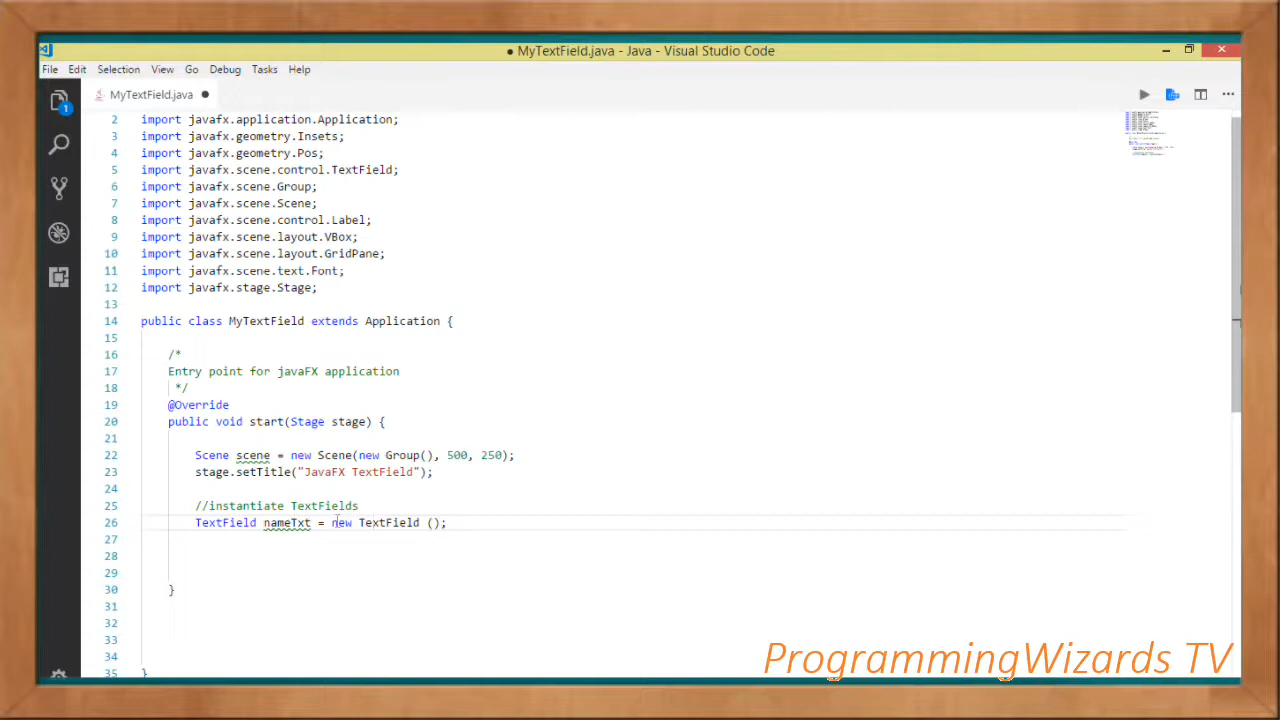 ● MyTextField.java - Java - Visual Studio Code
File Edit Selection View Go Debug Tasks Help
MyTextField.java ●
1
2 import javafx.application.Application;
3 import javafx.geometry.Insets;
4 import javafx.geometry.Pos;
5 import javafx.scene.control.TextField;
6 import javafx.scene.Group;
7 import javafx.scene.Scene;
8 import javafx.scene.control.Label;
9 import javafx.scene.layout.VBox;
10 import javafx.scene.layout.GridPane;
11 import javafx.scene.text.Font;
12 import javafx.stage.Stage;
13
14 public class MyTextField extends Application {
15
16 /*
17 Entry point for javaFX application
18 */
19 @Override
20 public void start(Stage stage) {
21
22 Scene scene = new Scene(new Group(), 500, 250);
23 stage.setTitle("JavaFX TextField");
24
25 //instantiate TextFields
26 TextField nameTxt = new TextField ();
27
28
29
30 }
31
32
33
34
35 }
ProgrammingWizards TV